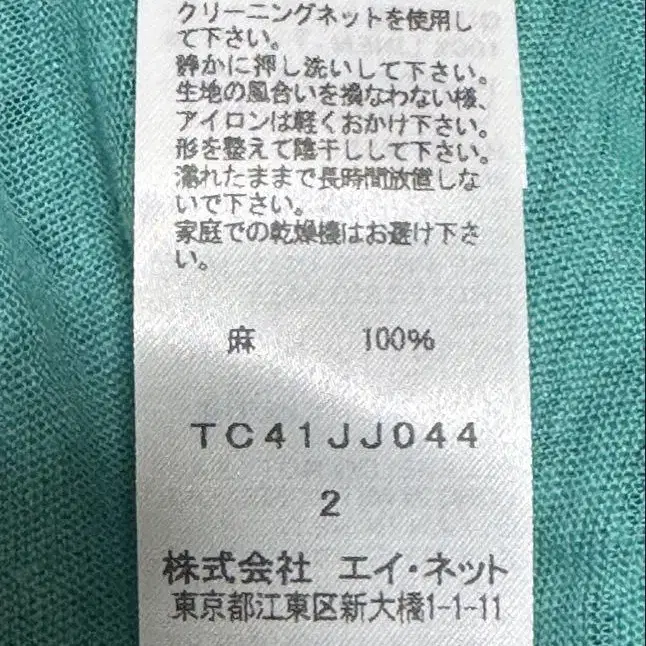 クリーニングネットを使用し
て下さい。
静かに押し洗いして下さい。
生地の風合いを損なわない様、
アイロンは軽くおかけ下さい。
形を整えて陰干しして下さい。
濡れたままで長時間放置しな
いで下さい。
家庭での乾燥機はお避け下さ
い。
麻 100%
TC41JJ044
2
株式会社 エイ・ネット
東京都江東区新大橋1-1-11